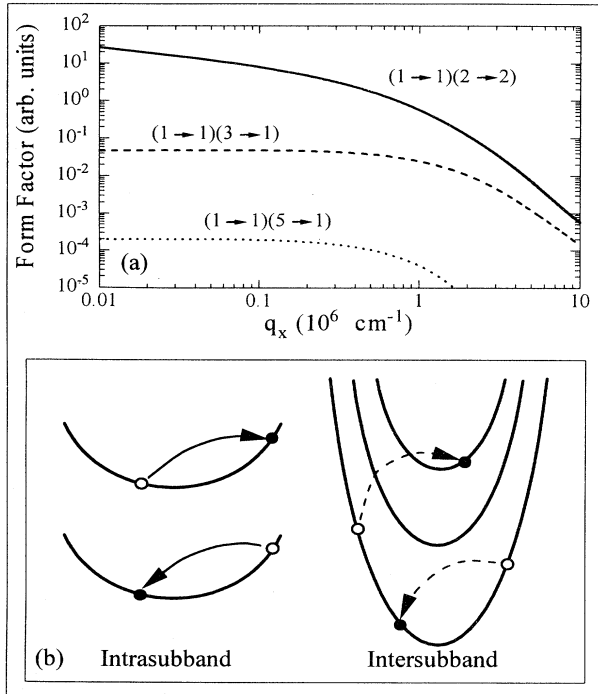 Form Factor (arb. units)
10²
10¹
10⁰
10⁻¹
10⁻²
10⁻³
10⁻⁴
10⁻⁵
(1 → 1)(2 → 2)
(1 → 1)(3 → 1)
(1 → 1)(5 → 1)
(a)
0.01 0.1 1 10
qₓ (10⁶ cm⁻¹)
(b) Intrasubband Intersubband